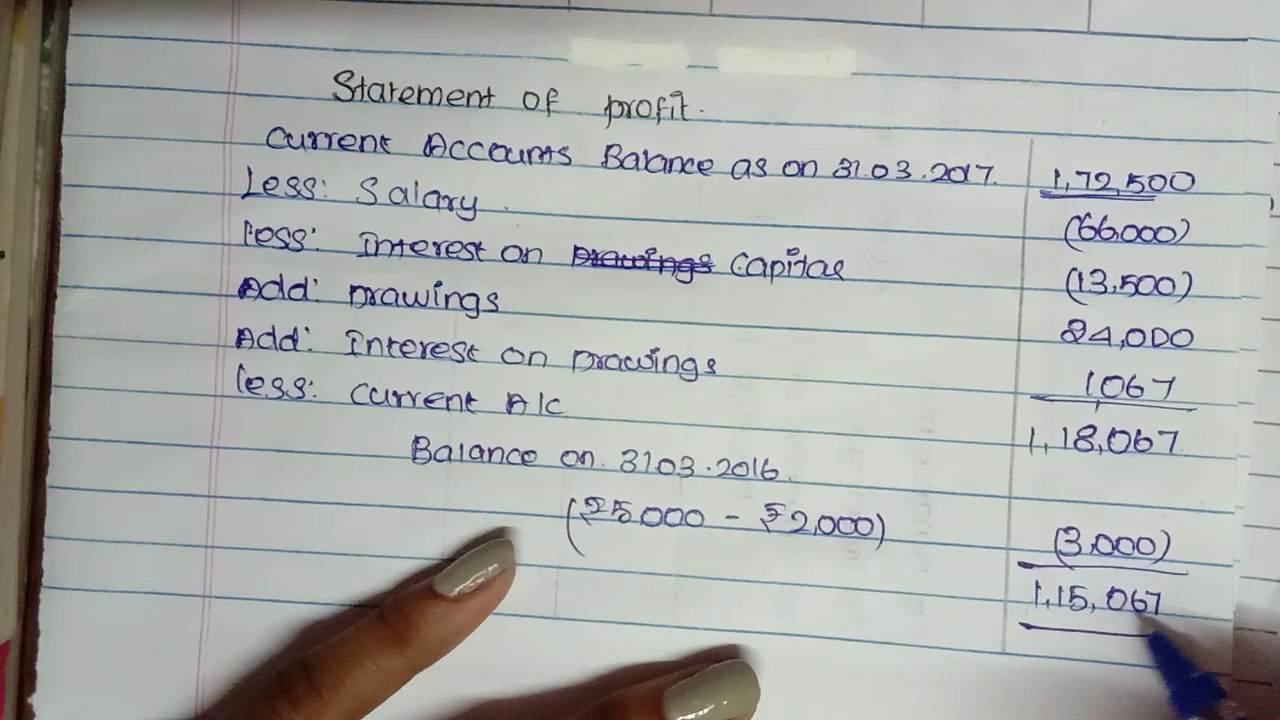 Statement of profit.
Current Accounts Balance as on 31.03.2017. 1,72,500
Less: Salary. (66,000)
Less: Interest on Drawings Capital (13,500)
Add: Drawings 24,000
Add: Interest on Drawings 1,067
Less: Current A/c 1,18,067
Balance on. 31.03.2016.
(₹5,000 - ₹2,000) (3,000)
1,15,067